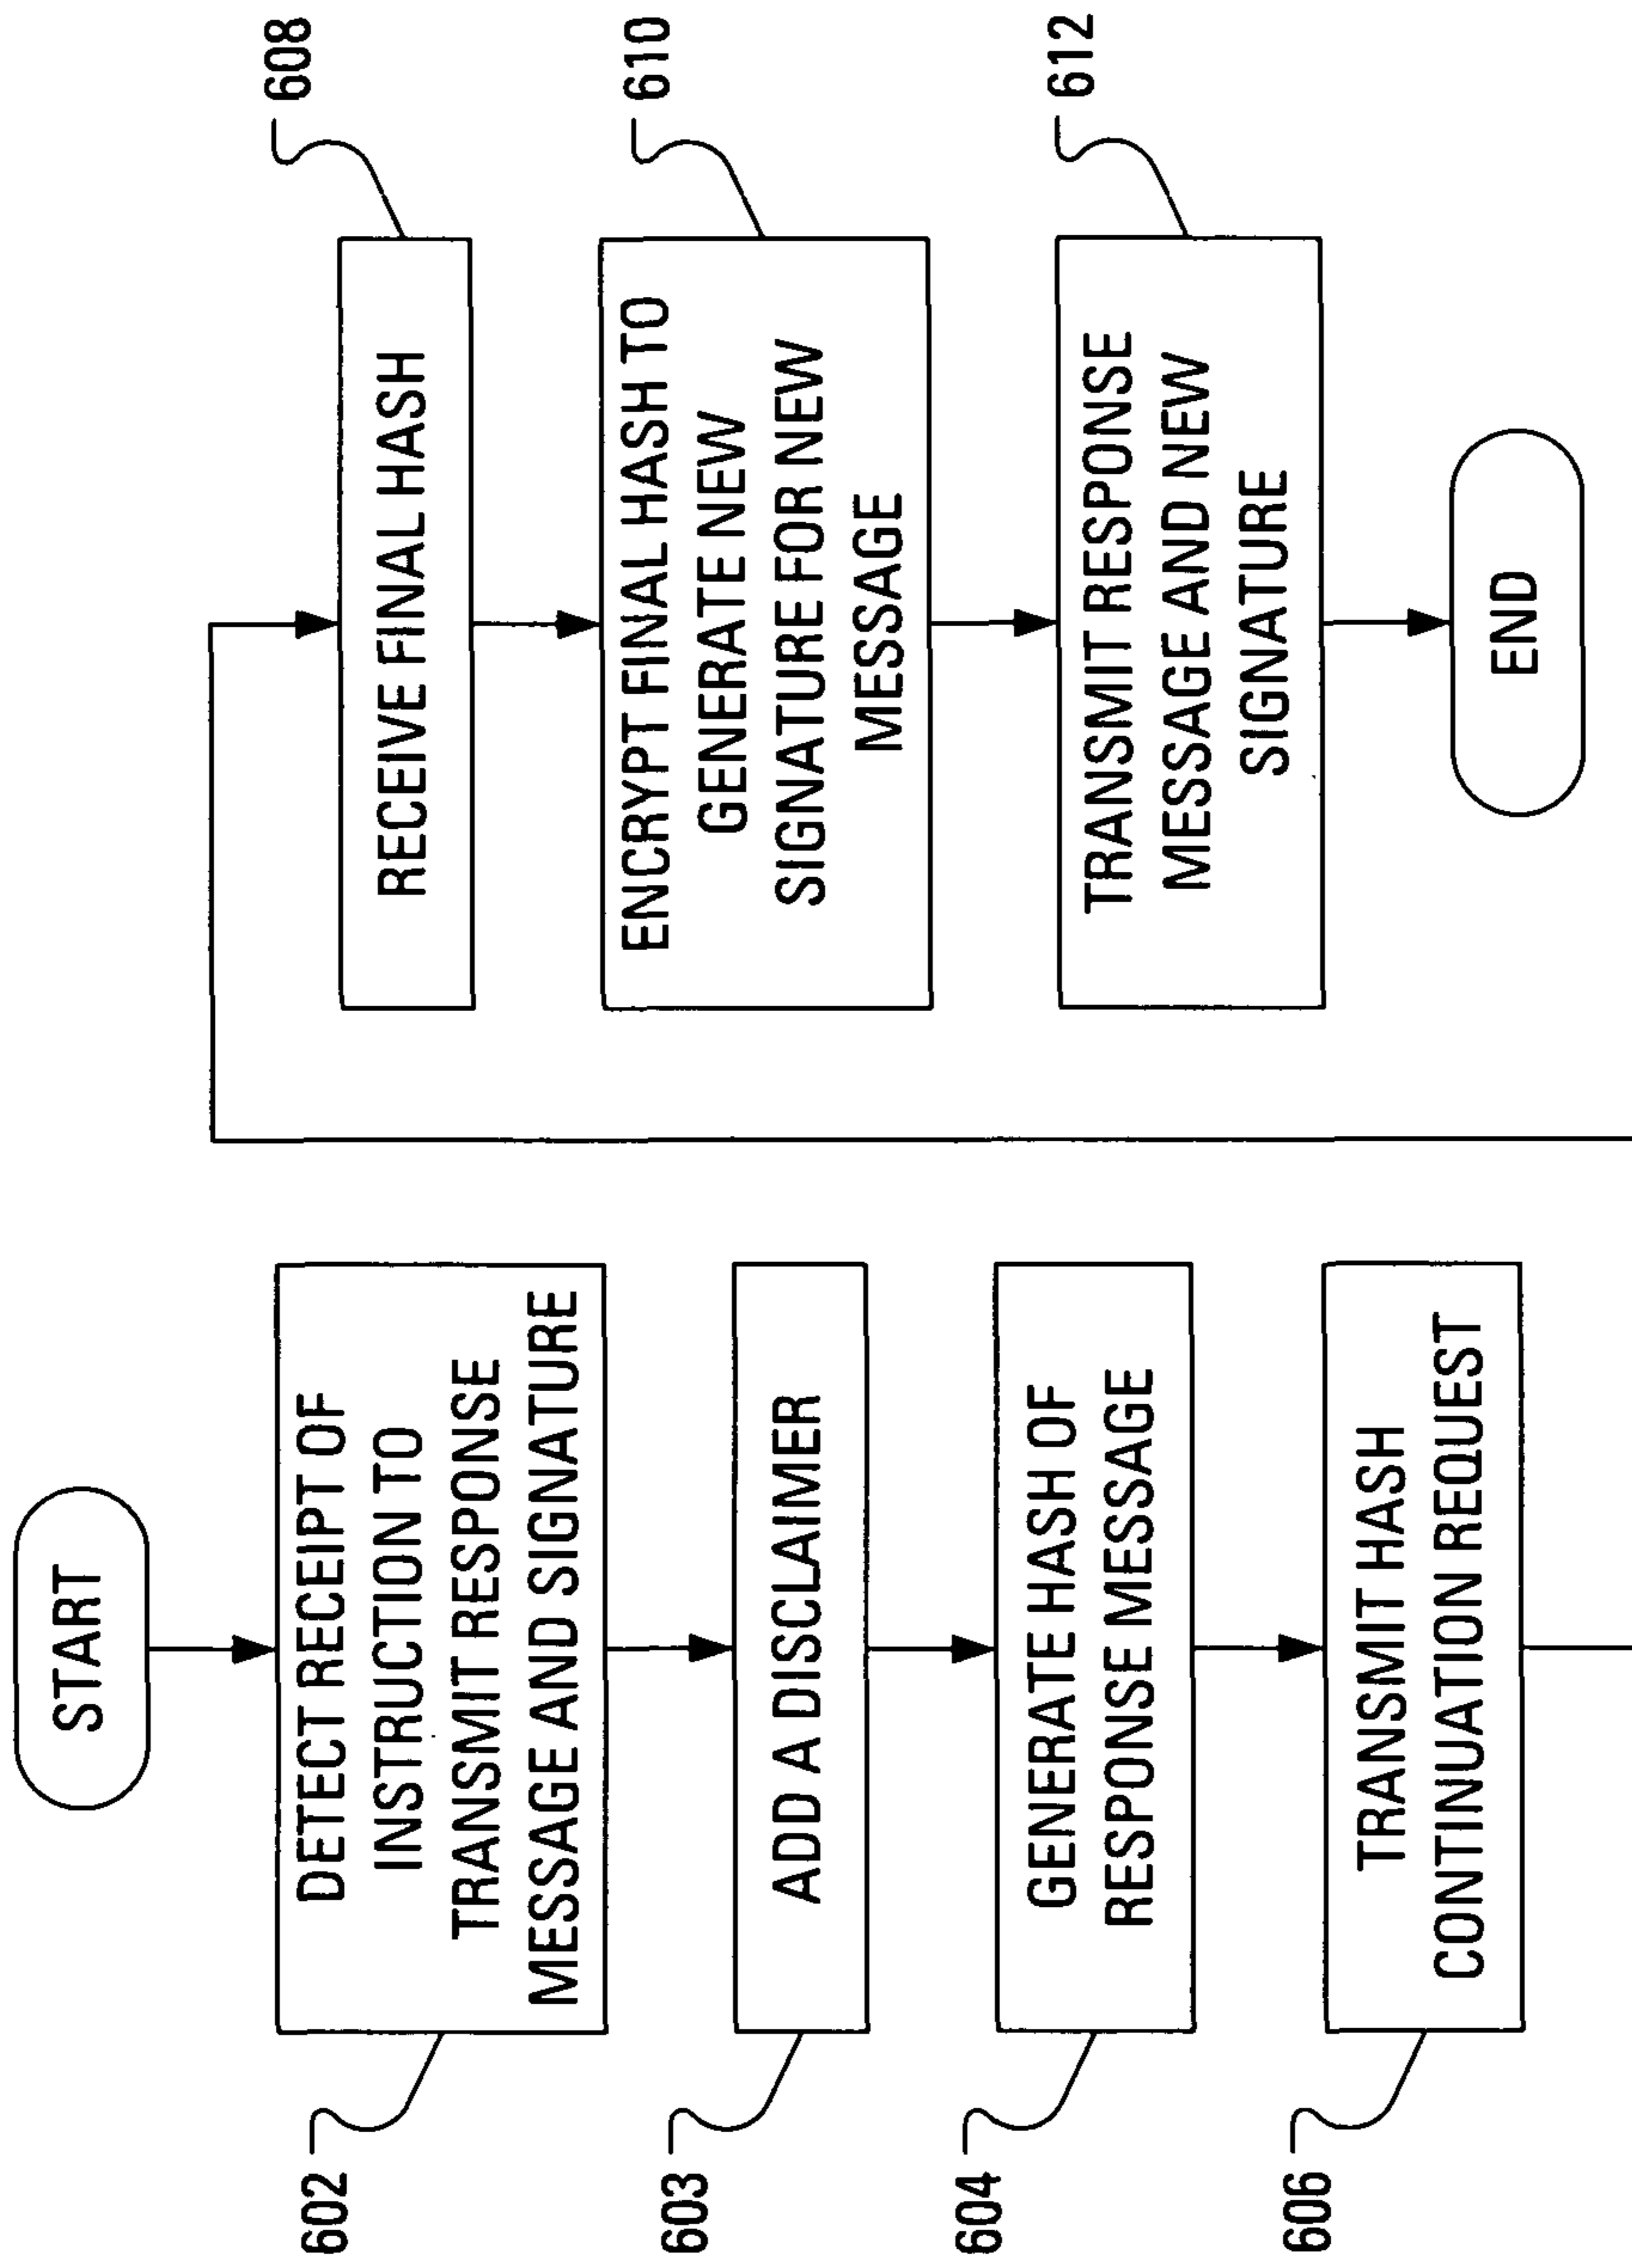 START
602
DETECT RECEIPT OF
INSTRUCTION TO
TRANSMIT RESPONSE
MESSAGE AND SIGNATURE
603
ADD A DISCLAIMER
604
GENERATE HASH OF
RESPONSE MESSAGE
606
TRANSMIT HASH
CONTINUATION REQUEST
608
RECEIVE FINAL HASH
610
ENCRYPT FINAL HASH TO
GENERATE NEW
SIGNATURE FOR NEW
MESSAGE
612
TRANSMIT RESPONSE
MESSAGE AND NEW
SIGNATURE
END